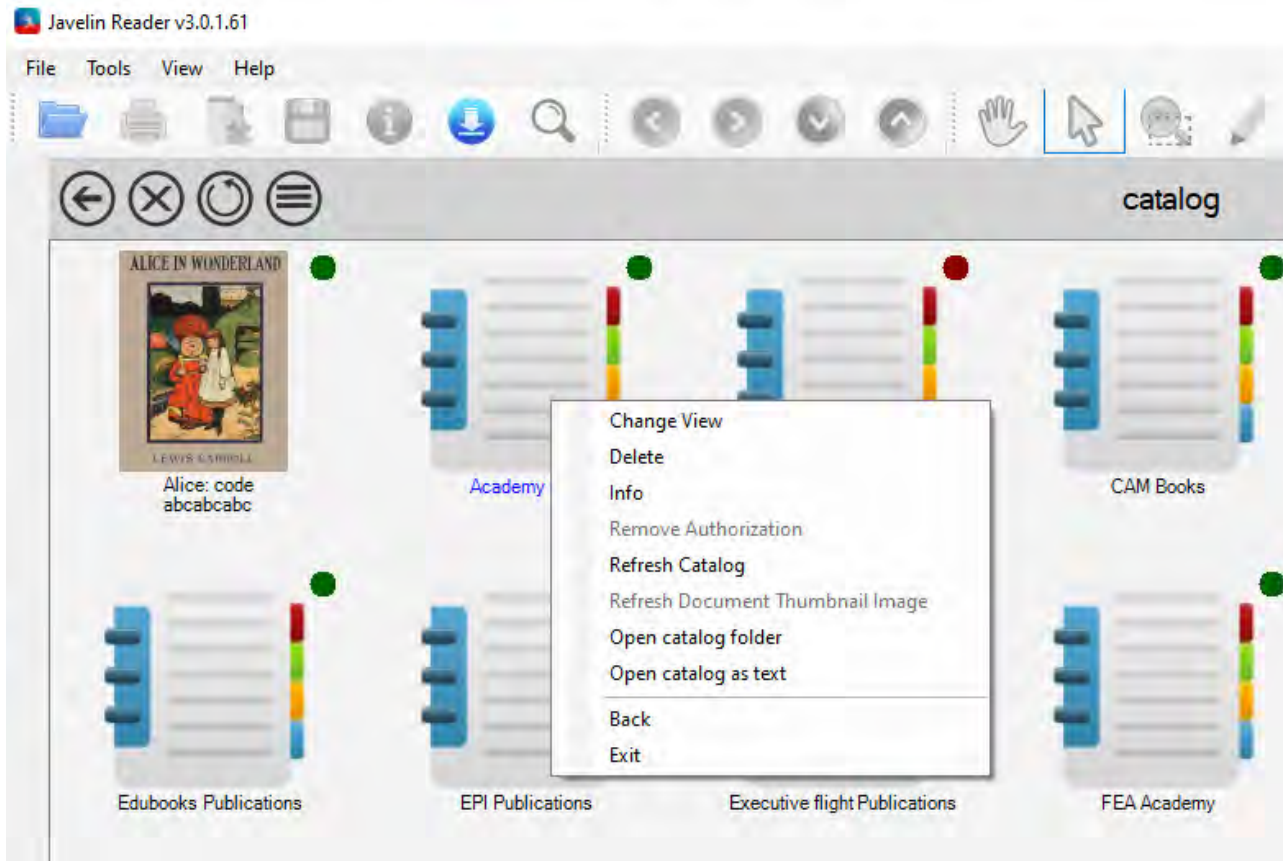 Javelin Reader v3.0.1.61
File Tools View Help
catalog
ALICE IN WONDERLAND
LEWIS CARROLL
Alice: code
abcabcabc
Academy
CAM Books
Change View
Delete
Info
Remove Authorization
Refresh Catalog
Refresh Document Thumbnail Image
Open catalog folder
Open catalog as text
Back
Exit
Edubooks Publications
EPI Publications
Executive flight Publications
FEA Academy